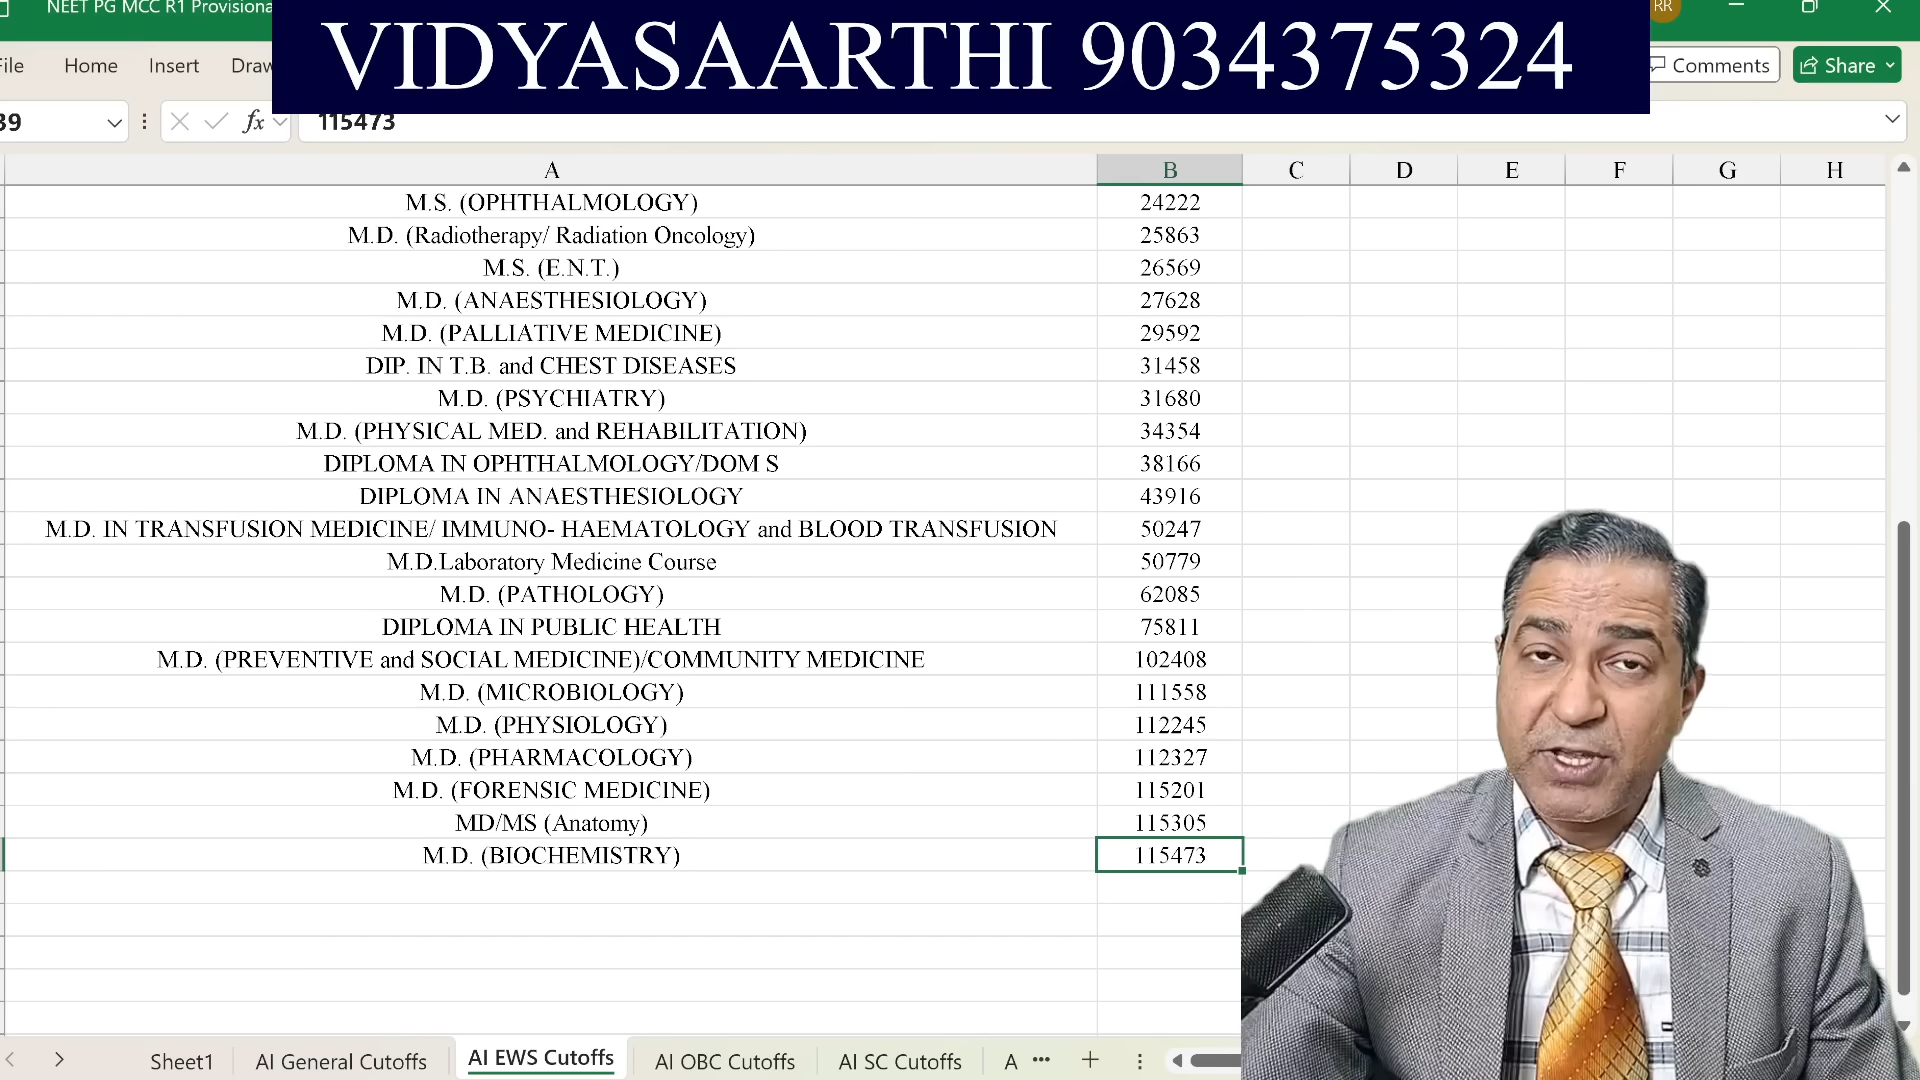 NEET PG MCC R1 Provisiona
VIDYASAARTHI 9034375324
RR
File Home Insert Draw
Comments Share
39 fx 115473
A B C D E F G H
M.S. (OPHTHALMOLOGY) 24222
M.D. (Radiotherapy/ Radiation Oncology) 25863
M.S. (E.N.T.) 26569
M.D. (ANAESTHESIOLOGY) 27628
M.D. (PALLIATIVE MEDICINE) 29592
DIP. IN T.B. and CHEST DISEASES 31458
M.D. (PSYCHIATRY) 31680
M.D. (PHYSICAL MED. and REHABILITATION) 34354
DIPLOMA IN OPHTHALMOLOGY/DOM S 38166
DIPLOMA IN ANAESTHESIOLOGY 43916
M.D. IN TRANSFUSION MEDICINE/ IMMUNO- HAEMATOLOGY and BLOOD TRANSFUSION 50247
M.D.Laboratory Medicine Course 50779
M.D. (PATHOLOGY) 62085
DIPLOMA IN PUBLIC HEALTH 75811
M.D. (PREVENTIVE and SOCIAL MEDICINE)/COMMUNITY MEDICINE 102408
M.D. (MICROBIOLOGY) 111558
M.D. (PHYSIOLOGY) 112245
M.D. (PHARMACOLOGY) 112327
M.D. (FORENSIC MEDICINE) 115201
MD/MS (Anatomy) 115305
M.D. (BIOCHEMISTRY) 115473
Sheet1 AI General Cutoffs AI EWS Cutoffs AI OBC Cutoffs AI SC Cutoffs A ...